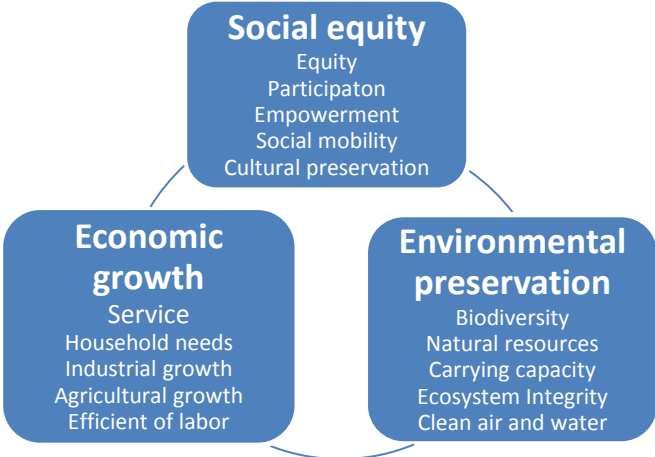 Social equity
Equity
Participaton
Empowerment
Social mobility
Cultural preservation
Economic
growth
Service
Household needs
Industrial growth
Agricultural growth
Efficient of labor
Environmental
preservation
Biodiversity
Natural resources
Carrying capacity
Ecosystem Integrity
Clean air and water